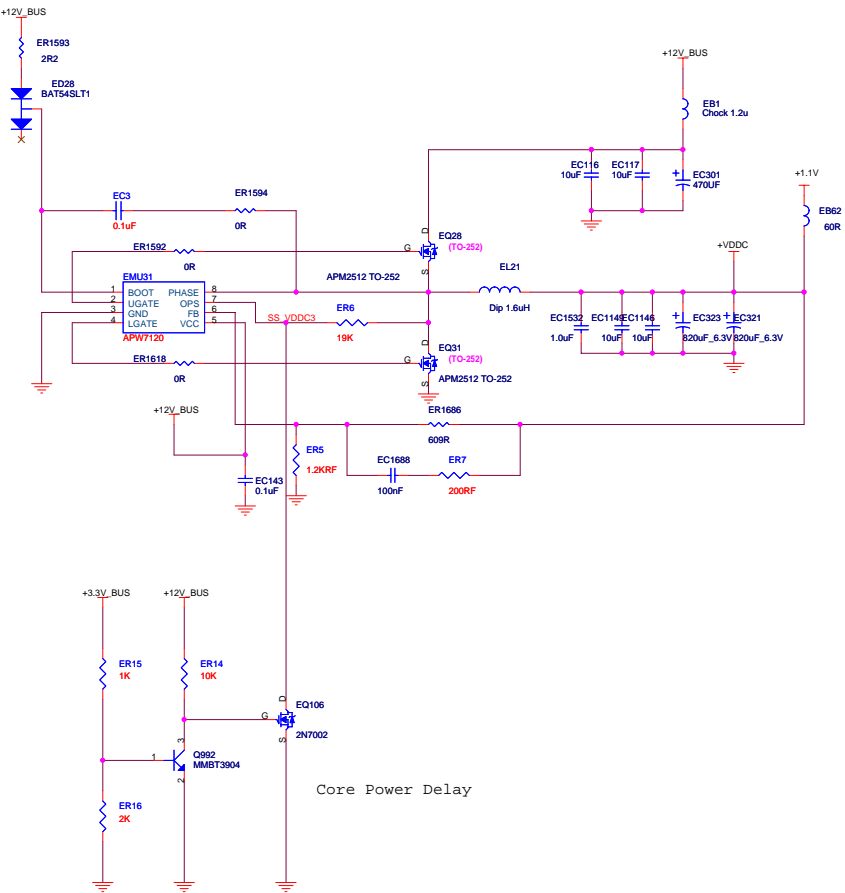 +12V_BUS
ER1593
2R2
ED28
BAT54SLT1
+12V_BUS
EB1
Chock 1.2u
EC116
10uF
EC117
10uF
EC301
470UF
+1.1V
EB62
60R
EC3
0.1uF
ER1594
0R
ER1592
0R
D
G
S
EQ28
(TO-252)
APM2512 TO-252
+VDDC
EMU31
1 BOOT PHASE 8
2 UGATE OPS 7
3 GND FB 6
4 LGATE VCC 5
APW7120
EL21
Dip 1.6uH
SS_VDDC3
ER6
19K
EC1532
1.0uF
EC1149
10uF
EC1146
10uF
EC323
820uF_6.3V
EC321
820uF_6.3V
ER1618
0R
D
G
S
EQ31
(TO-252)
APM2512 TO-252
+12V_BUS
ER1686
609R
ER5
1.2KRF
EC1688
100nF
ER7
200RF
EC143
0.1uF
+3.3V_BUS
+12V_BUS
ER15
1K
ER14
10K
D
G
S
EQ106
2N7002
1
3
2
Q992
MMBT3904
Core Power Delay
ER16
2K